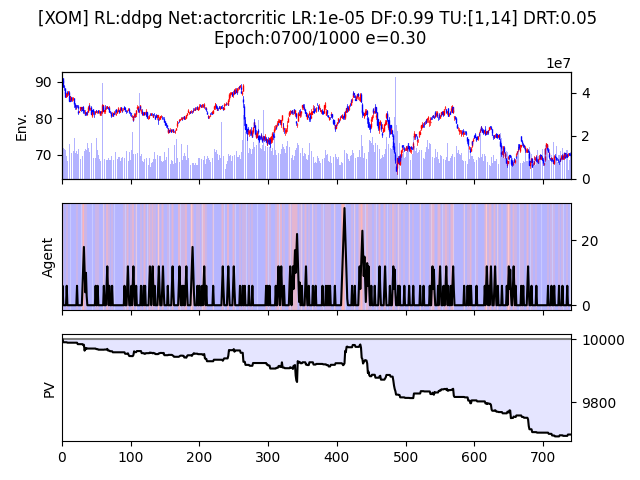 [XOM] RL:ddpg Net:actorcritic LR:1e-05 DF:0.99 TU:[1,14] DRT:0.05
Epoch:0700/1000 e=0.30
1e7
90
80
70
Env.
4
2
0
Agent
20
0
PV
10000
9800
0 100 200 300 400 500 600 700